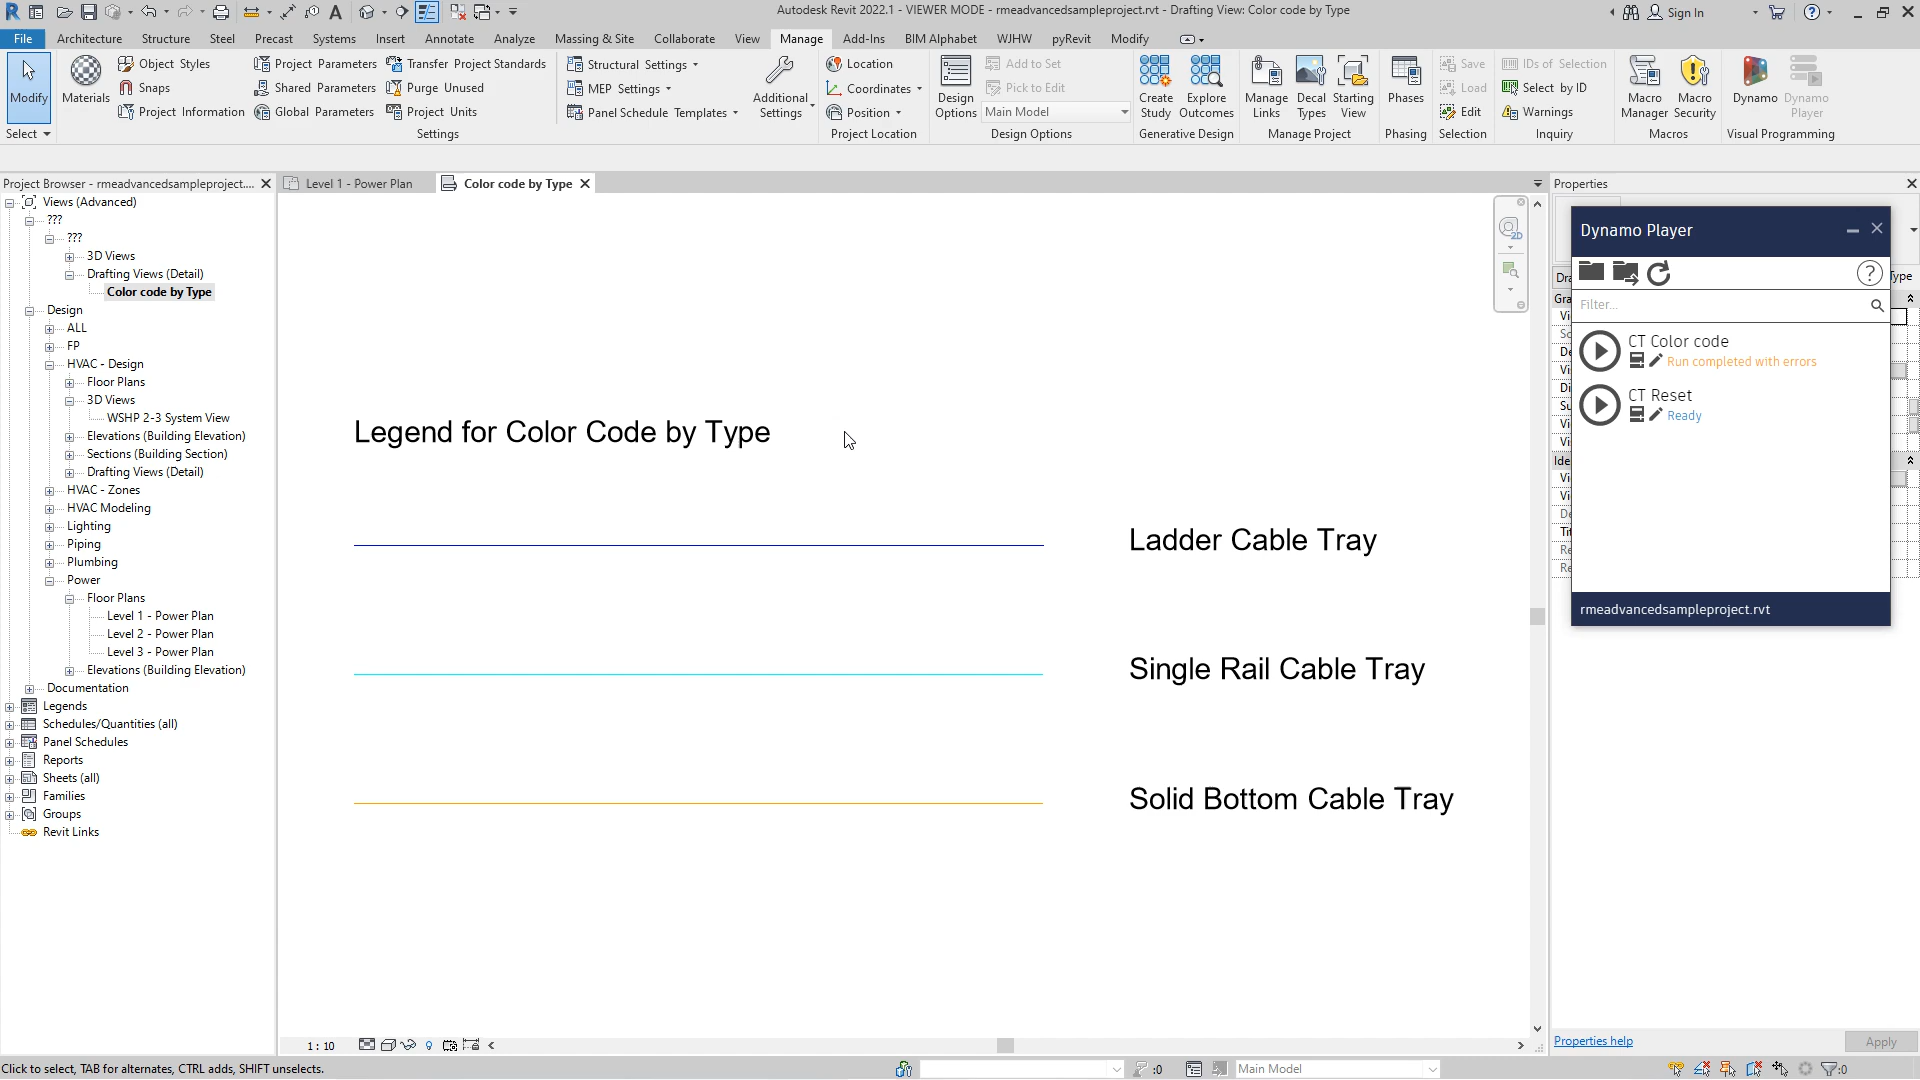 Autodesk Revit 2022.1 - VIEWER MODE - rmeadvancedsampleproject.rvt - Drafting View: Color code by Type
Sign In
File Architecture Structure Steel Precast Systems Insert Annotate Analyze Massing & Site Collaborate View Manage Add-Ins BIM Alphabet WJHW pyRevit Modify
Modify
Select
Materials
Object Styles
Snaps
Project Information
Project Parameters
Shared Parameters
Global Parameters
Transfer Project Standards
Purge Unused
Project Units
Settings
Structural Settings
MEP Settings
Panel Schedule Templates
Additional Settings
Location
Coordinates
Position
Project Location
Design Options
Add to Set
Pick to Edit
Main Model
Design Options
Create Study
Explore Outcomes
Generative Design
Manage Links
Decal Types
Starting View
Manage Project
Phases
Phasing
Save
Load
Edit
Selection
IDs of Selection
Select by ID
Warnings
Inquiry
Macro Manager
Macro Security
Macros
Dynamo
Dynamo Player
Visual Programming
Project Browser - rmeadvancedsampleproject....
Views (Advanced)
???
???
3D Views
Drafting Views (Detail)
Color code by Type
Design
ALL
FP
HVAC - Design
Floor Plans
3D Views
WSHP 2-3 System View
Elevations (Building Elevation)
Sections (Building Section)
Drafting Views (Detail)
HVAC - Zones
HVAC Modeling
Lighting
Piping
Plumbing
Power
Floor Plans
Level 1 - Power Plan
Level 2 - Power Plan
Level 3 - Power Plan
Elevations (Building Elevation)
Documentation
Legends
Schedules/Quantities (all)
Panel Schedules
Reports
Sheets (all)
Families
Groups
Revit Links
Level 1 - Power Plan
Color code by Type
2D
Legend for Color Code by Type
Ladder Cable Tray
Single Rail Cable Tray
Solid Bottom Cable Tray
1 : 10
Properties
Dynamo Player
Filter...
CT Color code
Run completed with errors
CT Reset
Ready
rmeadvancedsampleproject.rvt
Properties help
Apply
Click to select, TAB for alternates, CTRL adds, SHIFT unselects.
:0
Main Model
:0